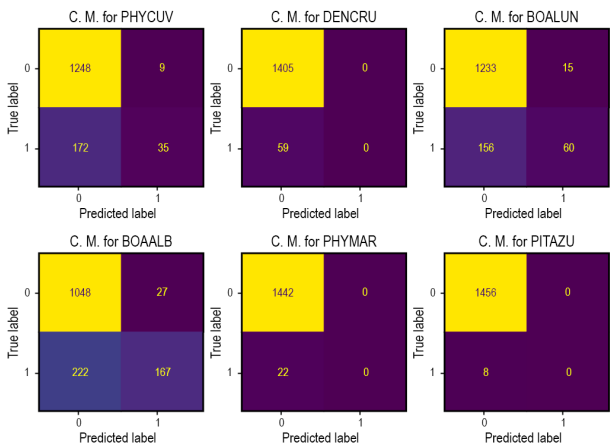 C. M. for PHYCUV
0
1248
9
True label
1
172
35
0
1
Predicted label
C. M. for DENCRU
0
1405
0
True label
1
59
0
0
1
Predicted label
C. M. for BOALUN
0
1233
15
True label
1
156
60
0
1
Predicted label
C. M. for BOAALB
0
1048
27
True label
1
222
167
0
1
Predicted label
C. M. for PHYMAR
0
1442
0
True label
1
22
0
0
1
Predicted label
C. M. for PITAZU
0
1456
0
True label
1
8
0
0
1
Predicted label